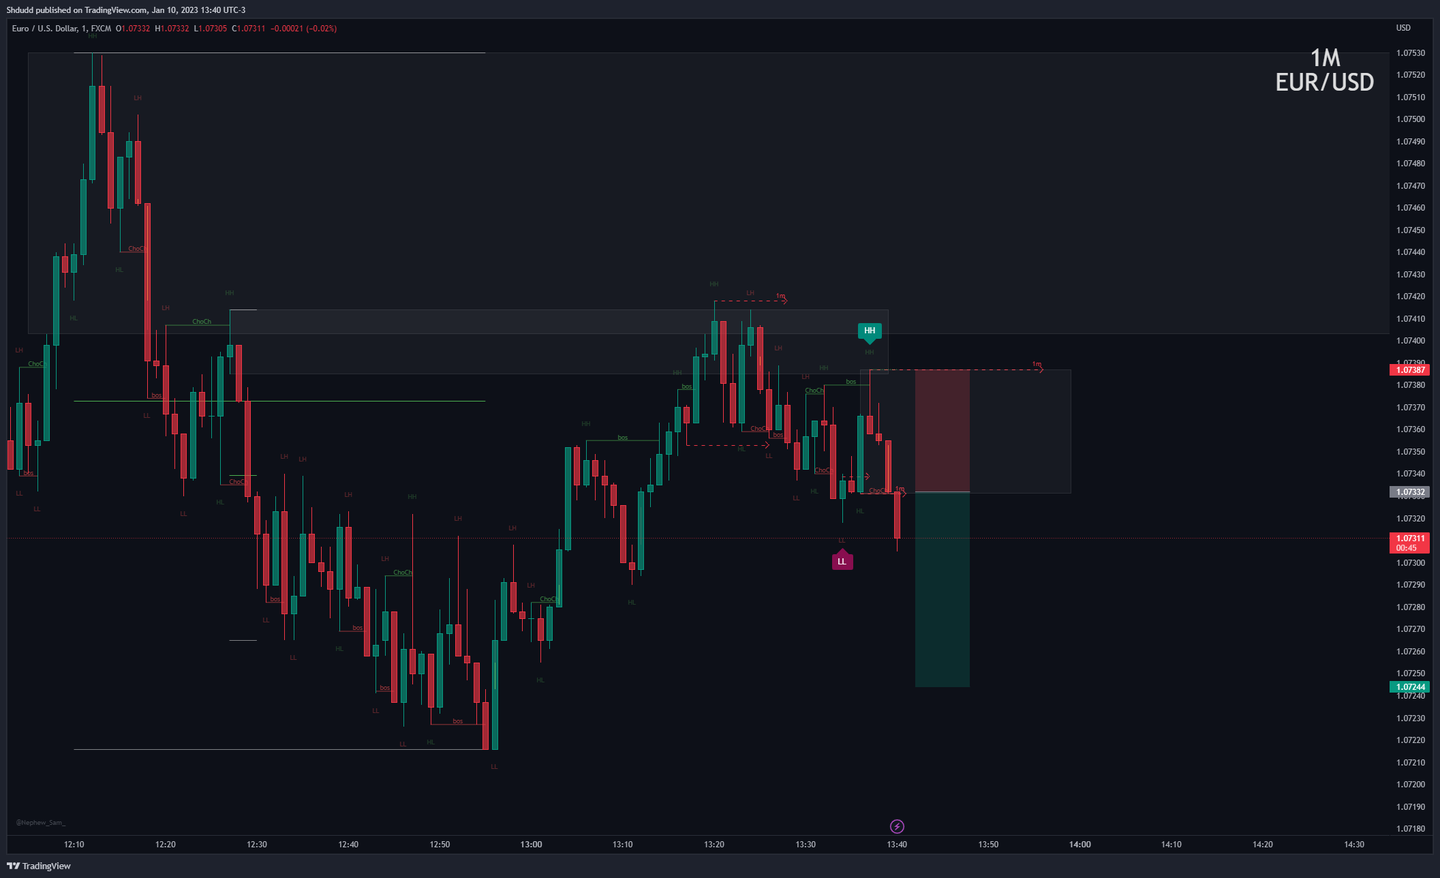 Shdudd published on TradingView.com, Jan 10, 2023 13:40 UTC-3
Euro / U.S. Dollar, 1, FXCM O1.07332 H1.07332 L1.07305 C1.07311 −0.00021 (−0.02%)
USD
1M
EUR/USD
1.07530
1.07520
1.07510
1.07500
1.07490
1.07480
1.07470
1.07460
1.07450
1.07440
1.07430
1.07420
1.07410
1.07400
1.07390
1.07387
1.07380
1.07370
1.07360
1.07350
1.07340
1.07332
1.07320
1.07311
00:45
1.07300
1.07290
1.07280
1.07270
1.07260
1.07250
1.07244
1.07240
1.07230
1.07220
1.07210
1.07200
1.07190
1.07180
HH
LH
ChoCh
HL
HL
HH
LH
ChoCh
LH
ChoCh
bos
LH
bos
LL
LL
LL
LL
ChoCh
HL
LH
LH
bos
LL
LL
LH
bos
HL
LH
ChoCh
HH
bos
LL
LL
LH
HL
bos
LL
LH
LH
ChoCh
HL
HH
bos
HL
HH
bos
HH
LH
1m
ChoCh
HL
LH
bos
LL
LH
ChoCh
HH
bos
LL
HL
ChoCh
HH
HH
1m
ChoCh
1m
HL
LL
LL
@Nephew_Sam_
12:10
12:20
12:30
12:40
12:50
13:00
13:10
13:20
13:30
13:40
13:50
14:00
14:10
14:20
14:30
TradingView